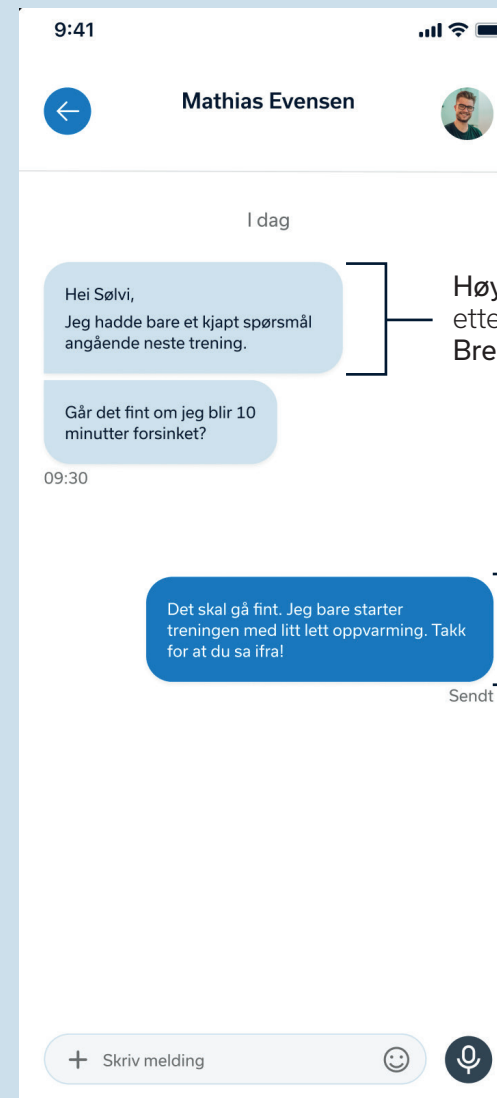 9:41
Mathias Evensen
I dag
Hei Sølvi,
Jeg hadde bare et kjapt spørsmål
angående neste trening.
Går det fint om jeg blir 10
minutter forsinket?
09:30
Det skal gå fint. Jeg bare starter
treningen med litt lett oppvarming. Takk
for at du sa ifra!
Sendt
Skriv melding